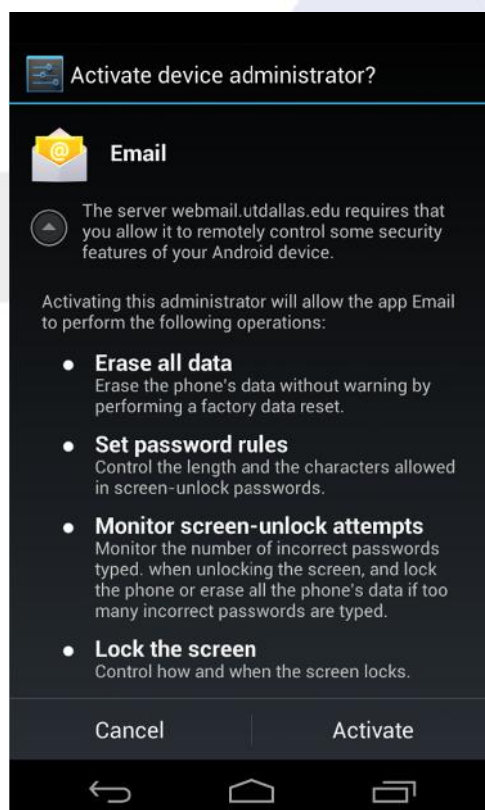 Activate device administrator?
Email
The server webmail.utdallas.edu requires that
you allow it to remotely control some security
features of your Android device.
Activating this administrator will allow the app Email
to perform the following operations:
● Erase all data
Erase the phone's data without warning by
performing a factory data reset.
● Set password rules
Control the length and the characters allowed
in screen-unlock passwords.
● Monitor screen-unlock attempts
Monitor the number of incorrect passwords
typed. when unlocking the screen, and lock
the phone or erase all the phone's data if too
many incorrect passwords are typed.
● Lock the screen
Control how and when the screen locks.
Cancel Activate